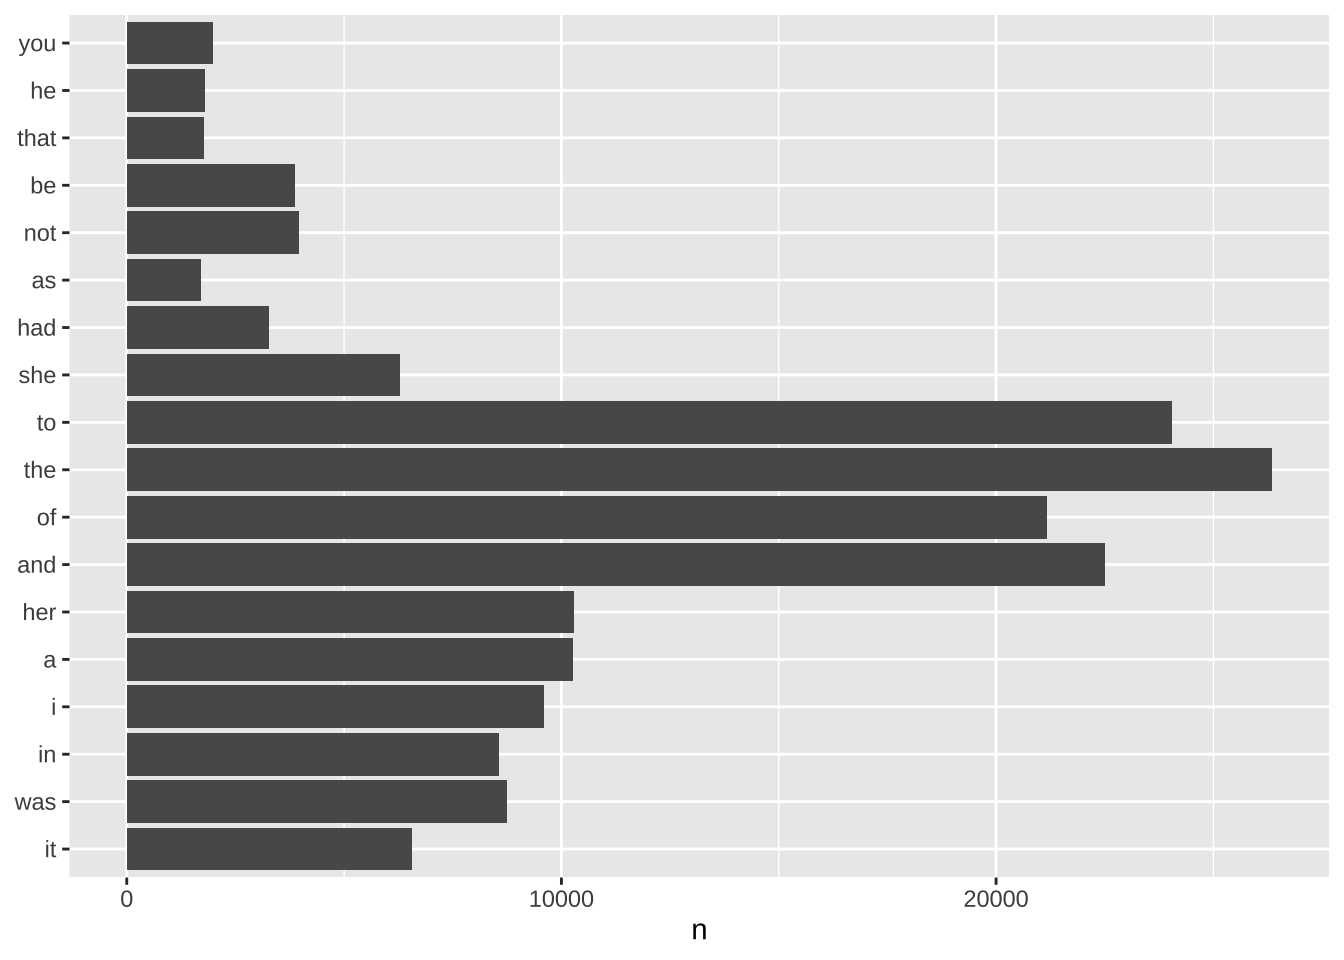 you
he
that
be
not
as
had
she
to
the
of
and
her
a
i
in
was
it
0 10000 20000
n